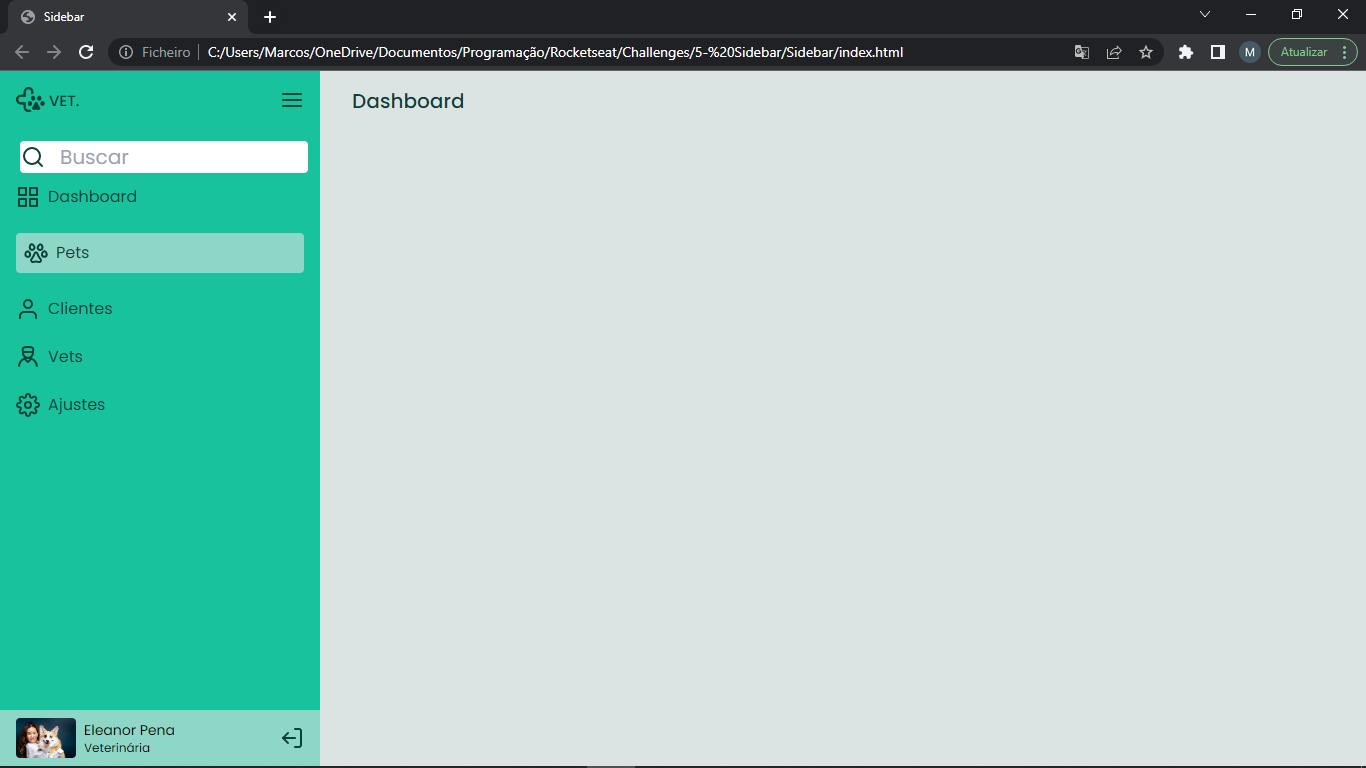 Sidebar
Ficheiro
C:/Users/Marcos/OneDrive/Documentos/Programação/Rocketseat/Challenges/5-%20Sidebar/Sidebar/index.html
M
Atualizar
VET.
Dashboard
Buscar
Dashboard
Pets
Clientes
Vets
Ajustes
Eleanor Pena
Veterinária